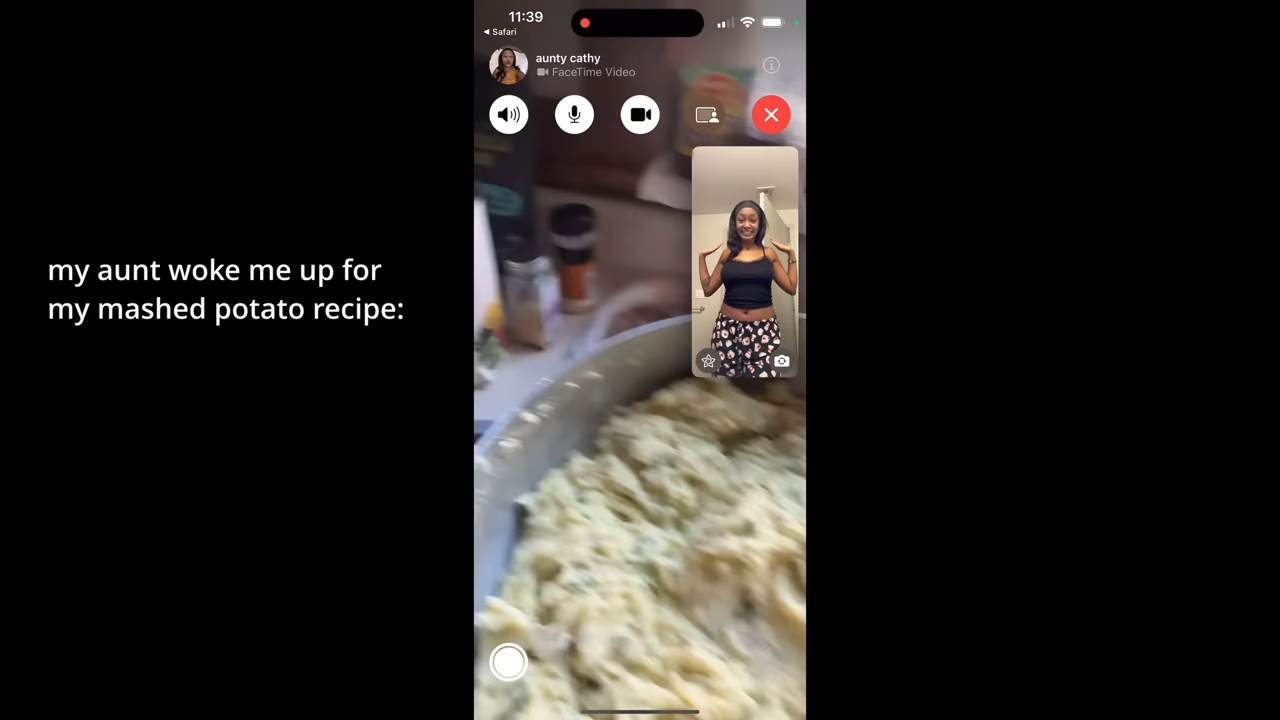 11:39
◀ Safari
aunty cathy
FaceTime Video
my aunt woke me up for
my mashed potato recipe: